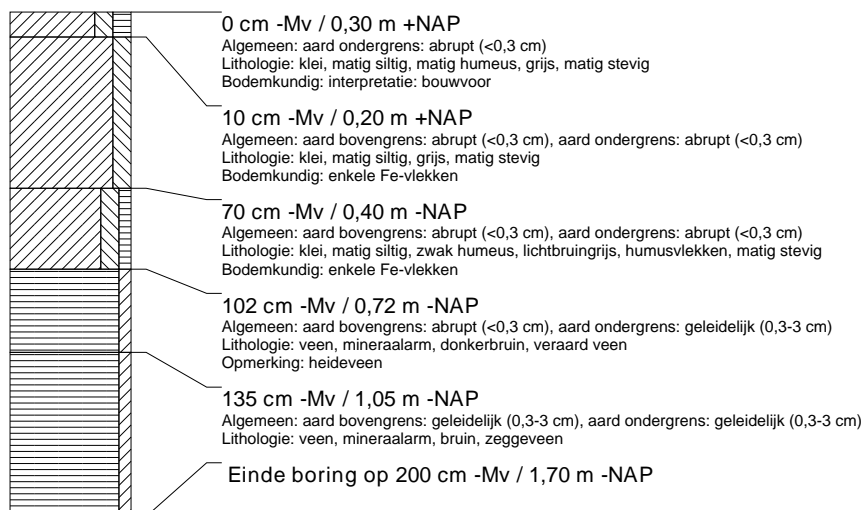 0 cm -Mv / 0,30 m +NAP
Algemeen: aard ondergrens: abrupt (<0,3 cm)
Lithologie: klei, matig siltig, matig humeus, grijs, matig stevig
Bodemkundig: interpretatie: bouwvoor
10 cm -Mv / 0,20 m +NAP
Algemeen: aard bovengrens: abrupt (<0,3 cm), aard ondergrens: abrupt (<0,3 cm)
Lithologie: klei, matig siltig, grijs, matig stevig
Bodemkundig: enkele Fe-vlekken
70 cm -Mv / 0,40 m -NAP
Algemeen: aard bovengrens: abrupt (<0,3 cm), aard ondergrens: abrupt (<0,3 cm)
Lithologie: klei, matig siltig, zwak humeus, lichtbruingrijs, humusvlekken, matig stevig
Bodemkundig: enkele Fe-vlekken
102 cm -Mv / 0,72 m -NAP
Algemeen: aard bovengrens: abrupt (<0,3 cm), aard ondergrens: geleidelijk (0,3-3 cm)
Lithologie: veen, mineraalarm, donkerbruin, veraard veen
Opmerking: heideveen
135 cm -Mv / 1,05 m -NAP
Algemeen: aard bovengrens: geleidelijk (0,3-3 cm), aard ondergrens: geleidelijk (0,3-3 cm)
Lithologie: veen, mineraalarm, bruin, zeggeveen
Einde boring op 200 cm -Mv / 1,70 m -NAP